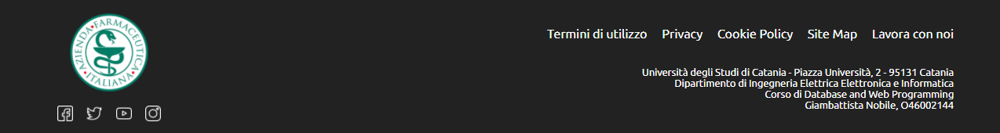 AZIENDA FARMACEUTICA ITALIANA
Termini di utilizzo Privacy Cookie Policy Site Map Lavora con noi
Università degli Studi di Catania - Piazza Università, 2 - 95131 Catania
Dipartimento di Ingegneria Elettrica Elettronica e Informatica
Corso di Database and Web Programming
Giambattista Nobile, O46002144